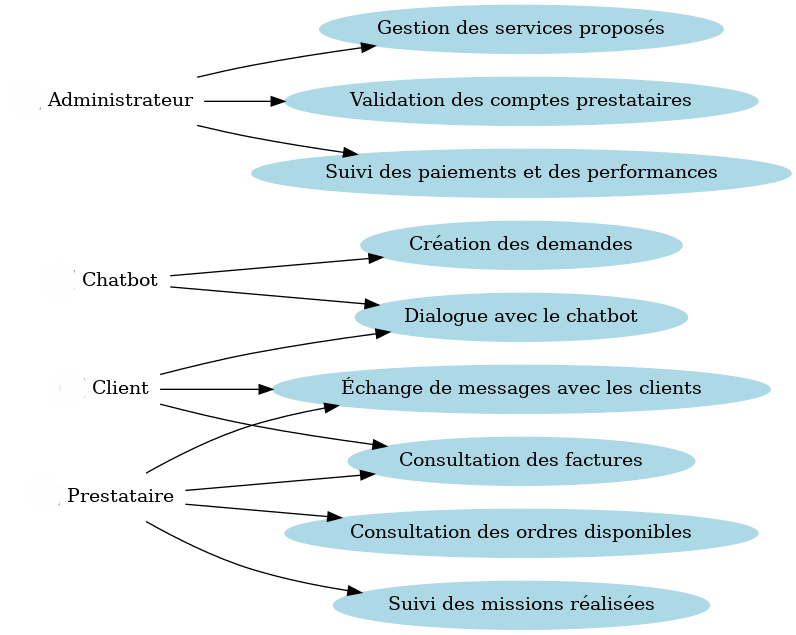 Gestion des services proposés
Administrateur
Validation des comptes prestataires
Suivi des paiements et des performances
Création des demandes
Chatbot
Dialogue avec le chatbot
Client
Échange de messages avec les clients
Consultation des factures
Prestataire
Consultation des ordres disponibles
Suivi des missions réalisées